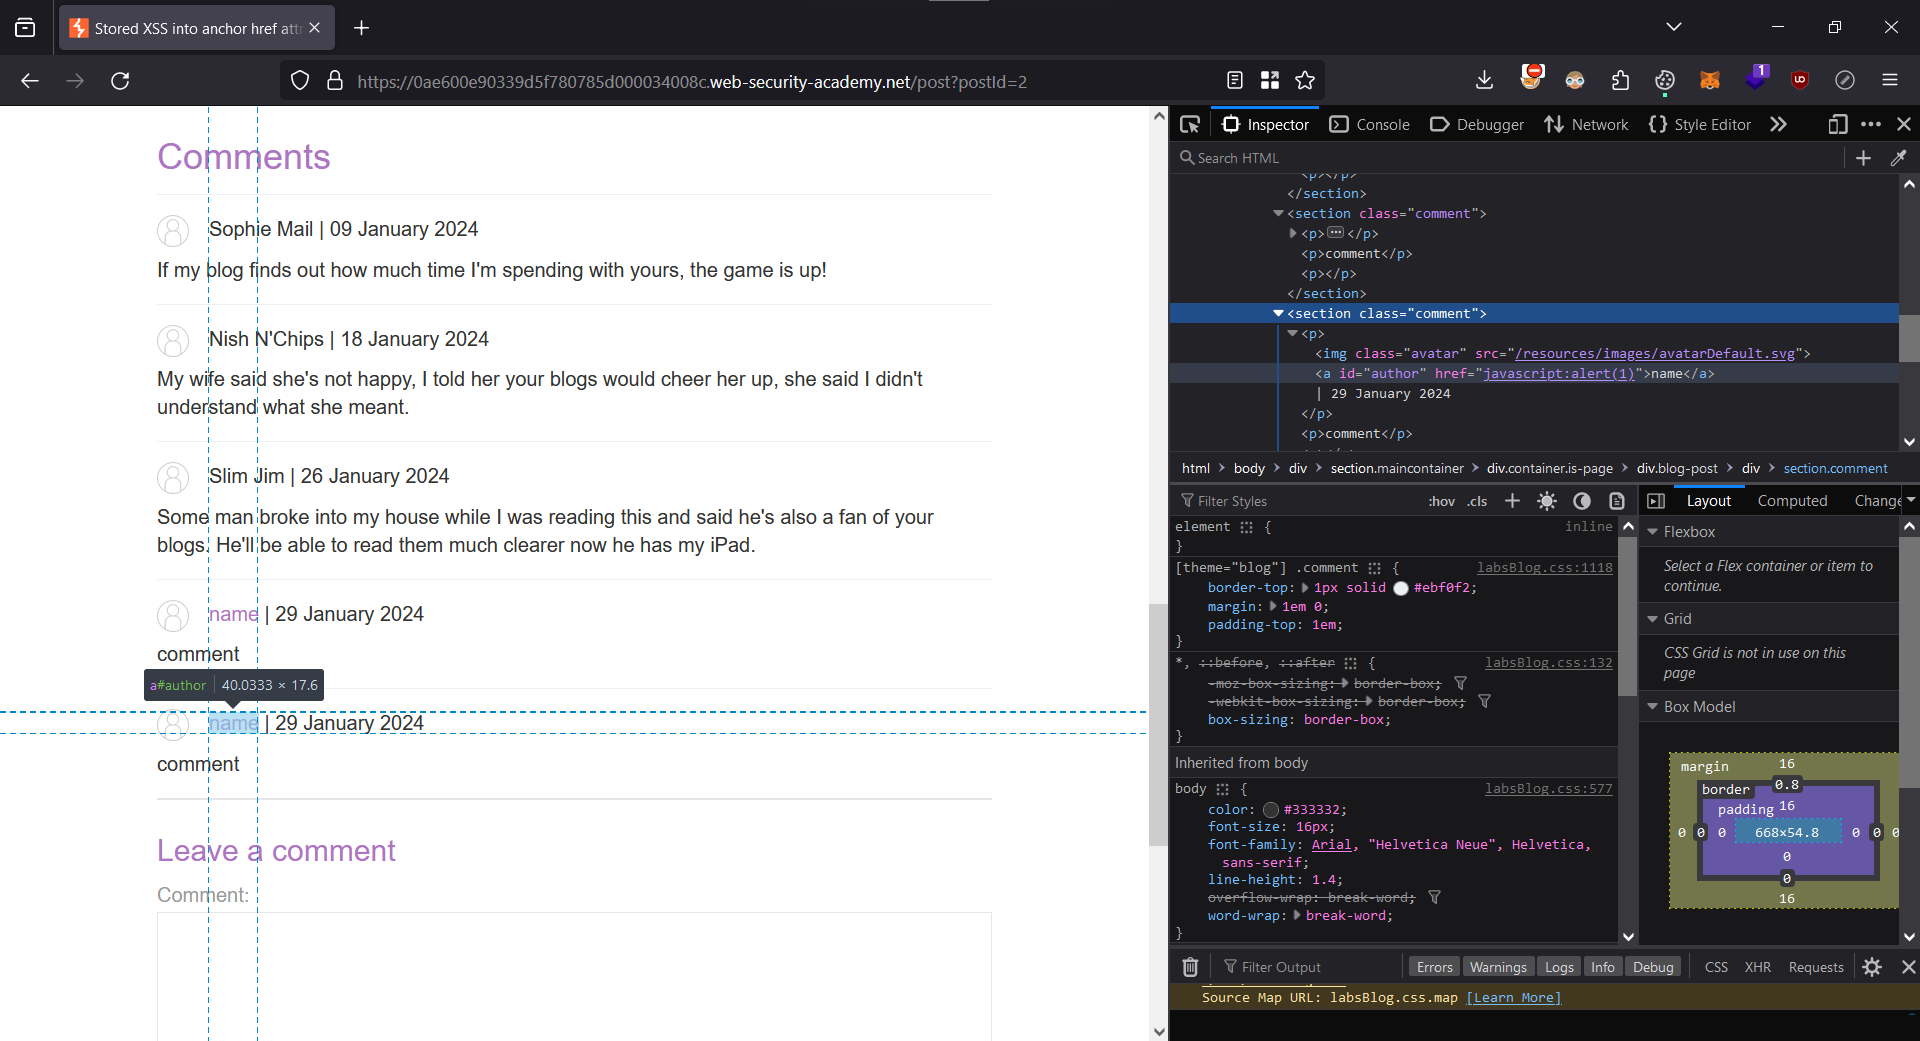 Stored XSS into anchor href attr
https://0ae600e90339d5f780785d000034008c.web-security-academy.net/post?postId=2
1
Comments
Sophie Mail | 09 January 2024
If my blog finds out how much time I'm spending with yours, the game is up!
Nish N'Chips | 18 January 2024
My wife said she's not happy, I told her your blogs would cheer her up, she said I didn't
understand what she meant.
Slim Jim | 26 January 2024
Some man broke into my house while I was reading this and said he's also a fan of your
blogs. He'll be able to read them much clearer now he has my iPad.
name | 29 January 2024
comment
a#author 40.0333 × 17.6
name | 29 January 2024
comment
Leave a comment
Comment:
Inspector Console Debugger Network {} Style Editor
Search HTML
<p></p>
</section>
<section class="comment">
<p>⋯</p>
<p>comment</p>
<p></p>
</section>
<section class="comment">
<p>
<img class="avatar" src="/resources/images/avatarDefault.svg">
<a id="author" href="javascript:alert(1)">name</a>
| 29 January 2024
</p>
<p>comment</p>
html > body > div > section.maincontainer > div.container.is-page > div.blog-post > div > section.comment
Filter Styles :hov .cls +
element { inline
}
[theme="blog"] .comment { labsBlog.css:1118
border-top: 1px solid #ebf0f2;
margin: 1em 0;
padding-top: 1em;
}
*, ::before, ::after { labsBlog.css:132
-moz-box-sizing: border-box;
-webkit-box-sizing: border-box;
box-sizing: border-box;
}
Inherited from body
body { labsBlog.css:577
color: #333332;
font-size: 16px;
font-family: Arial, "Helvetica Neue", Helvetica,
sans-serif;
line-height: 1.4;
overflow-wrap: break-word;
word-wrap: break-word;
}
Layout Computed Change
Flexbox
Select a Flex container or item to
continue.
Grid
CSS Grid is not in use on this
page
Box Model
margin 16
border 0.8
padding 16
0 0 0 668×54.8 0 0 0
0
0
16
Filter Output Errors Warnings Logs Info Debug CSS XHR Requests
Source Map URL: labsBlog.css.map [Learn More]